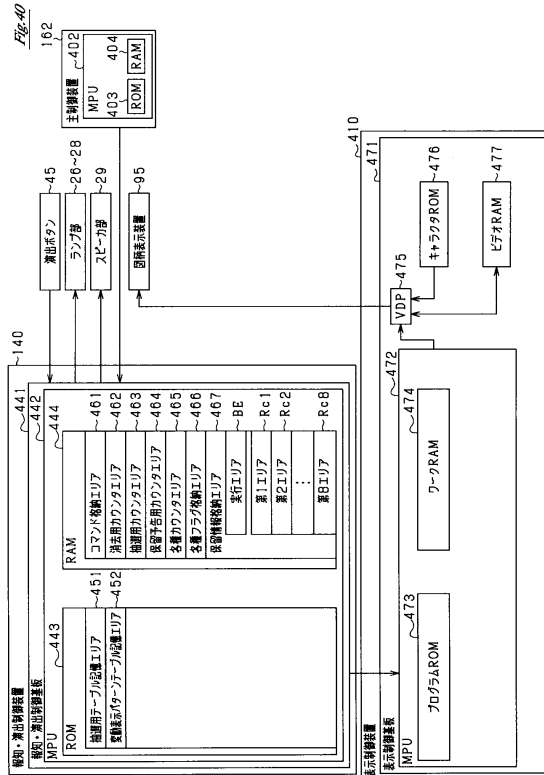 Fig.40
162
主制御装置
402
MPU
403
404
ROM
RAM
45
演出ボタン
26~28
ランプ部
29
スピーカ部
95
図柄表示装置
140
報知・演出制御装置
441
報知・演出制御基板
442
MPU
443
ROM
451
抽選用テーブル記憶エリア
452
変動表示パターンテーブル記憶エリア
444
RAM
コマンド格納エリア
461
消去用カウンタエリア
462
抽選用カウンタエリア
463
保留予告用カウンタエリア
464
各種カウンタエリア
465
各種フラグ格納エリア
466
保留情報格納エリア
467
実行エリア
BE
第1エリア
Rc1
第2エリア
Rc2
⋮
第8エリア
Rc8
410
表示制御装置
471
表示制御基板
472
MPU
473
プログラムROM
474
ワークRAM
475
VDP
476
キャラクタROM
477
ビデオRAM